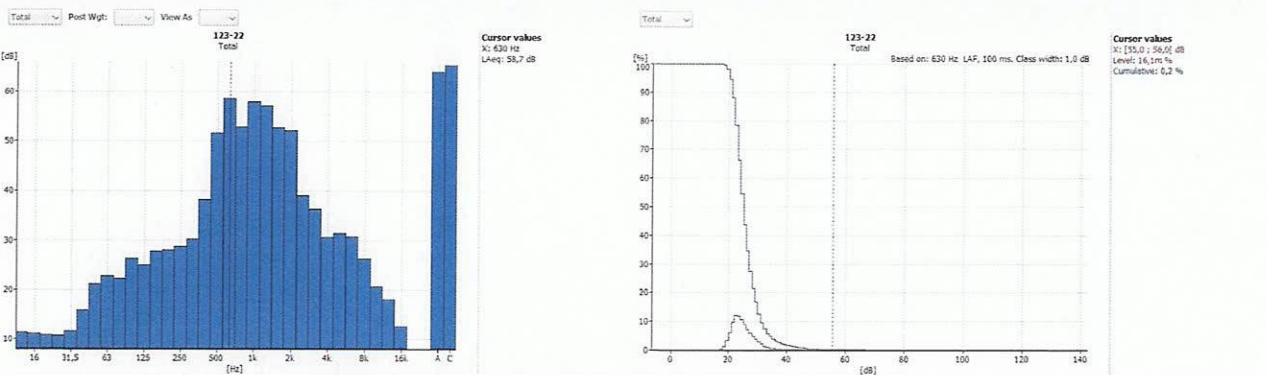 Total
Post Wgt:
View As
123-22
Total
[dB]
60
50
40
30
20
10
16
31,5
63
125
250
500
1k
2k
4k
8k
16k
A
C
[Hz]
Cursor values
X: 630 Hz
LAeq: 58,7 dB
Total
123-22
Total
[%]
Based on: 630 Hz LAF, 100 ms. Class width: 1,0 dB
100
90
80
70
60
50
40
30
20
10
0
0
20
40
60
80
100
120
140
[dB]
Cursor values
X: [55,0 ; 56,0[ dB
Level: 16,1m %
Cumulative: 0,2 %